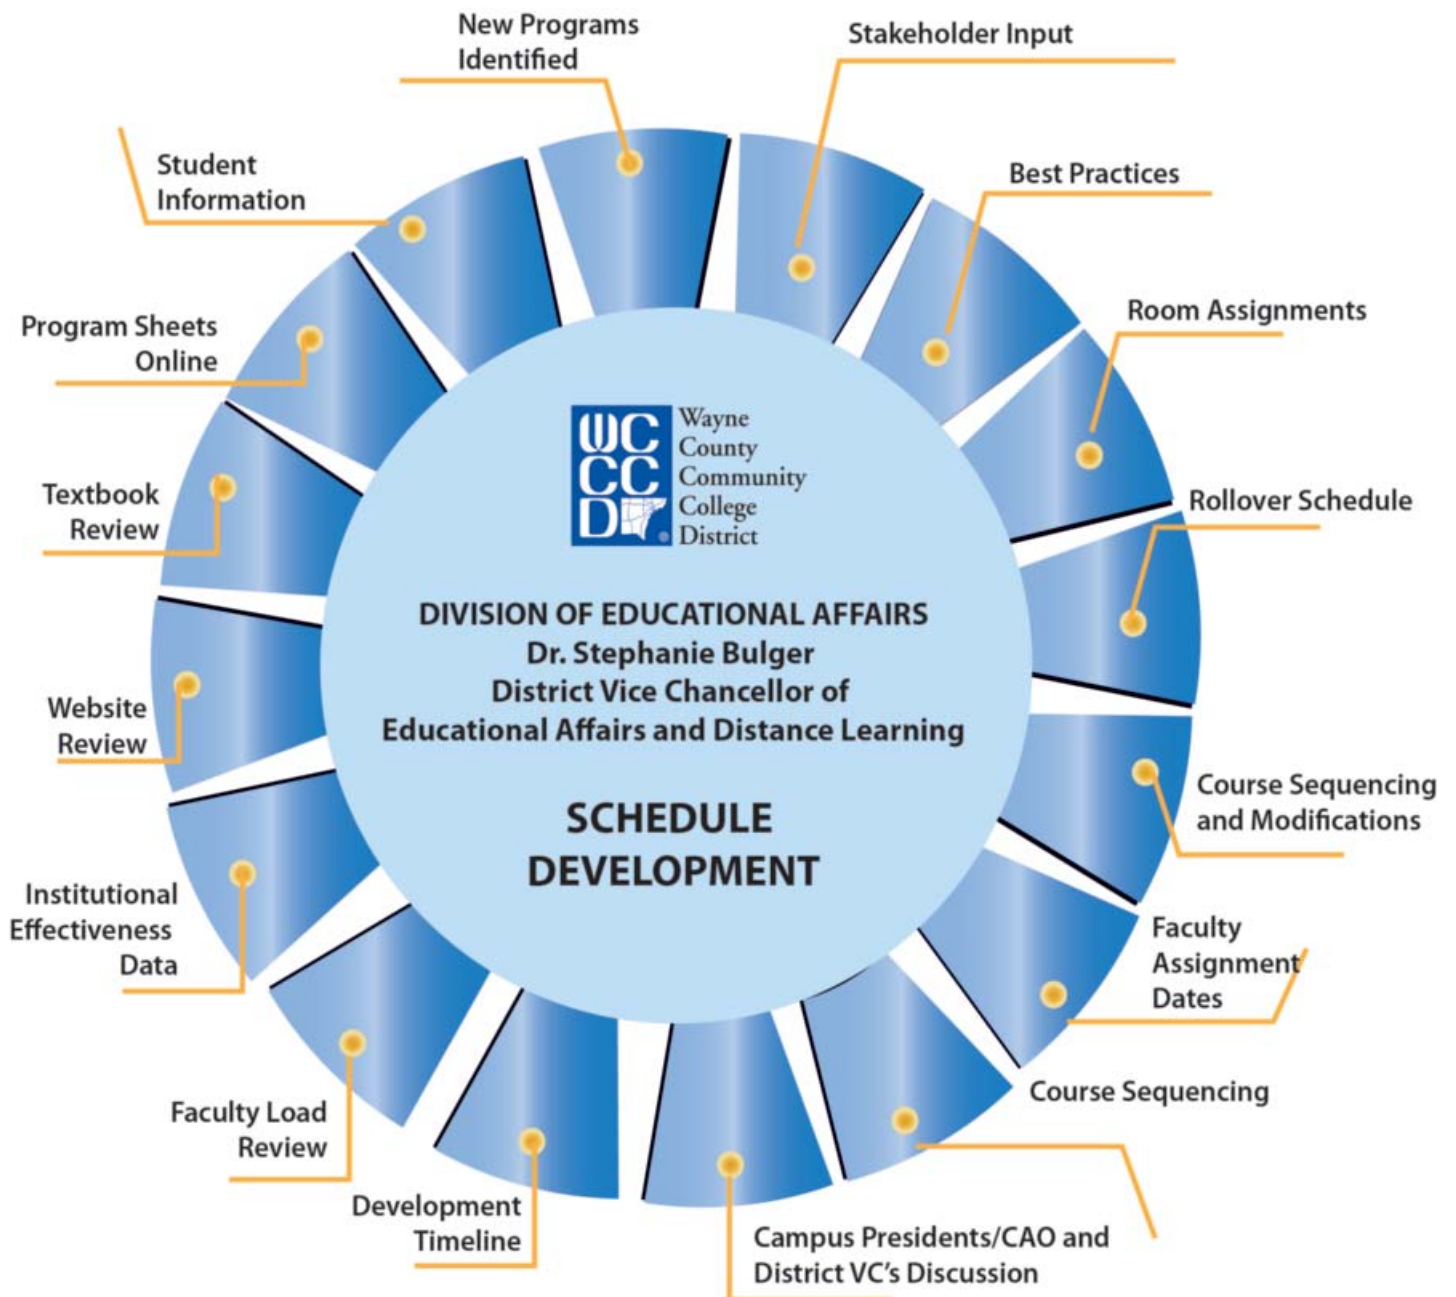 New Programs
Identified
Stakeholder Input
Best Practices
Room Assignments
Rollover Schedule
Course Sequencing
and Modifications
Faculty
Assignment
Dates
Course Sequencing
Campus Presidents/CAO and
District VC's Discussion
Development
Timeline
Faculty Load
Review
Institutional
Effectiveness
Data
Website
Review
Textbook
Review
Program Sheets
Online
Student
Information
WC
CC
D
Wayne
County
Community
College
District
DIVISION OF EDUCATIONAL AFFAIRS
Dr. Stephanie Bulger
District Vice Chancellor of
Educational Affairs and Distance Learning
SCHEDULE
DEVELOPMENT